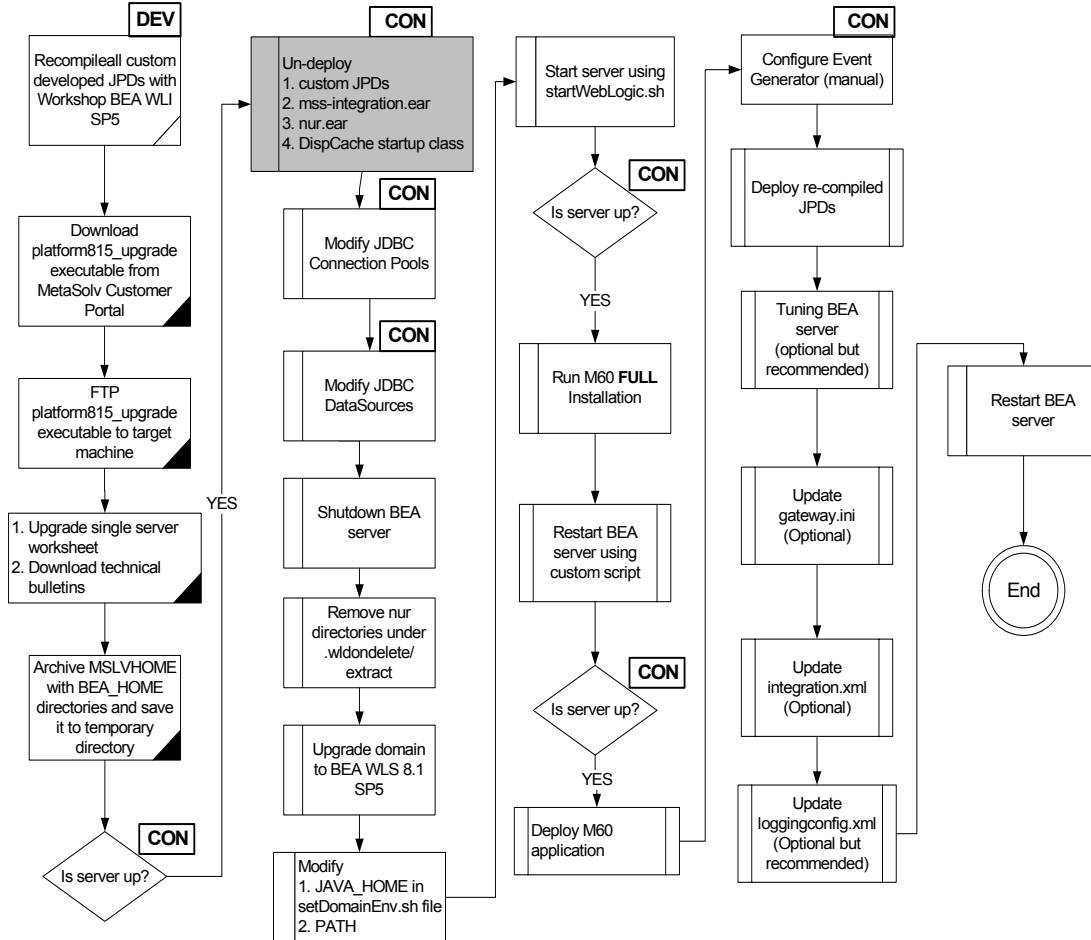 DEV
Recompileall custom
developed JPDs with
Workshop BEA WLI
SP5
Download
platform815_upgrade
executable from
MetaSolv Customer
Portal
FTP
platform815_upgrade
executable to target
machine
1. Upgrade single server
worksheet
2. Download technical
bulletins
Archive MSLVHOME
with BEA_HOME
directories and save
it to temporary
directory
CON
Is server up?
YES
CON
Un-deploy
1. custom JPDs
2. mss-integration.ear
3. nur.ear
4. DispCache startup class
CON
Modify JDBC
Connection Pools
CON
Modify JDBC
DataSources
Shutdown BEA
server
Remove nur
directories under
.wldondelete/
extract
Upgrade domain
to BEA WLS 8.1
SP5
Modify
1. JAVA_HOME in
setDomainEnv.sh file
2. PATH
CON
Start server using
startWebLogic.sh
CON
Is server up?
YES
Run M60 FULL
Installation
Restart BEA
server using
custom script
CON
Is server up?
YES
Deploy M60
application
CON
Configure Event
Generator (manual)
Deploy re-compiled
JPDs
Tuning BEA
server
(optional but
recommended)
Update
gateway.ini
(Optional)
Update
integration.xml
(Optional)
Update
loggingconfig.xml
(Optional but
recommended)
Restart BEA
server
End